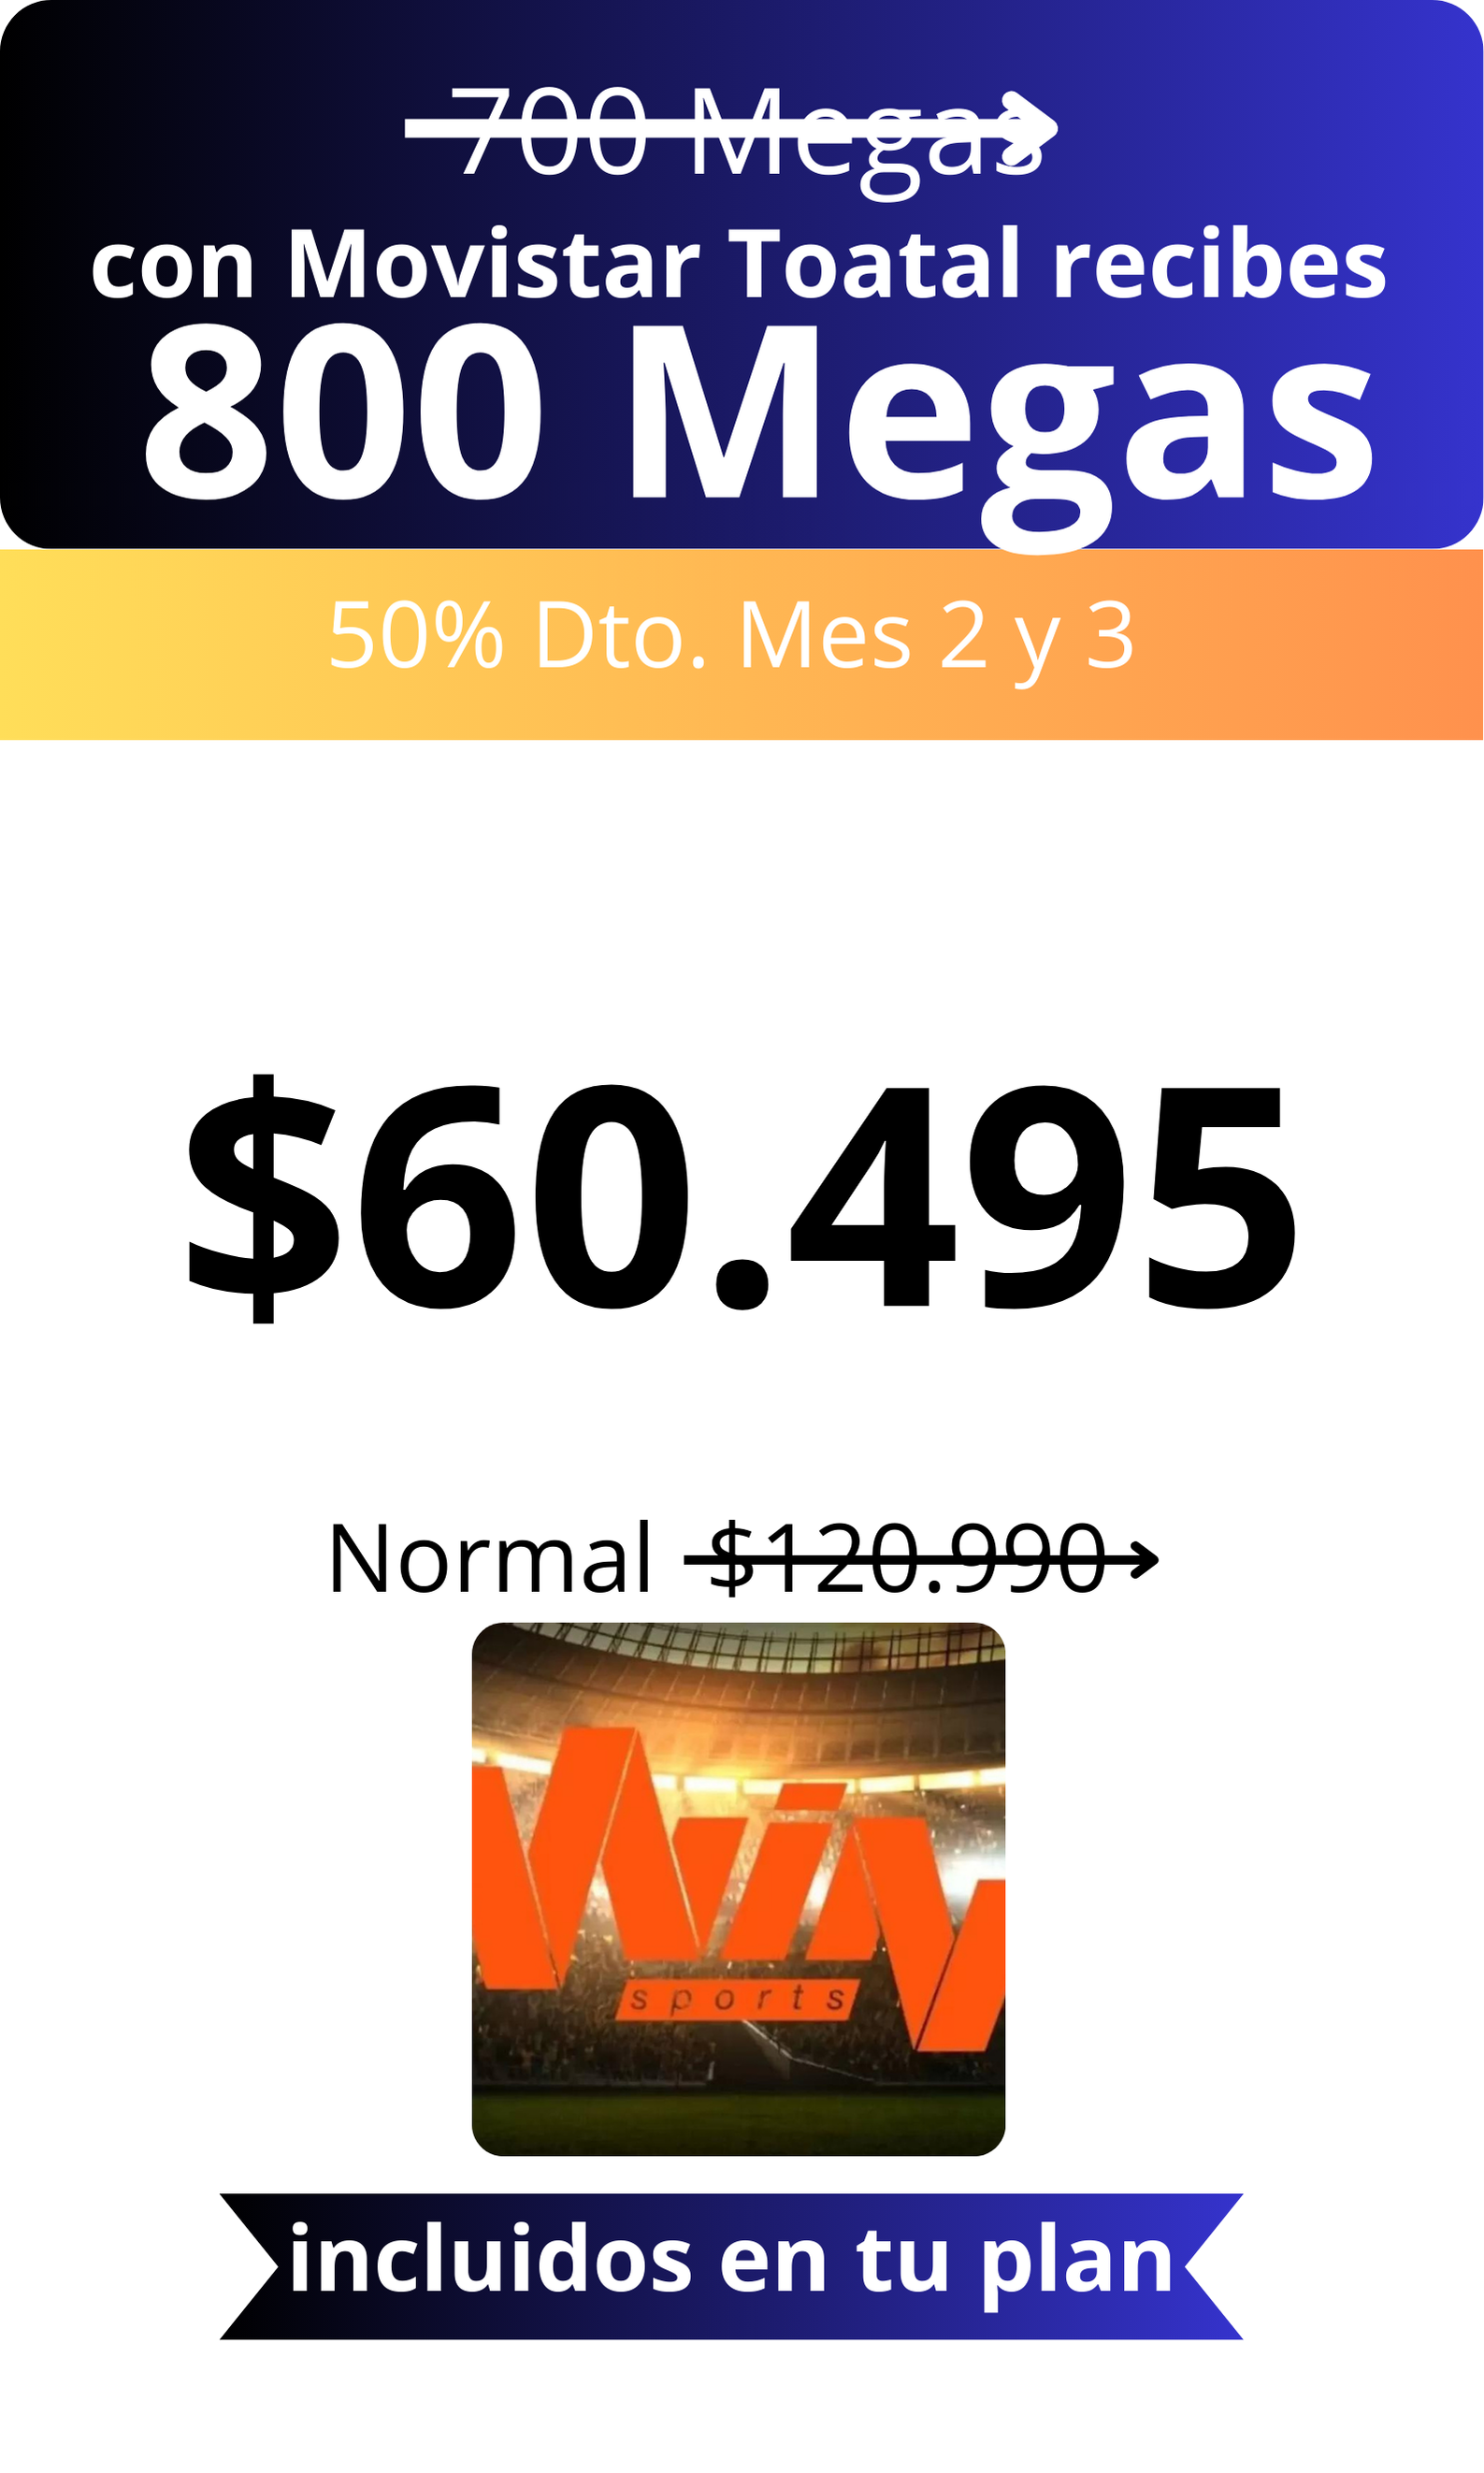 700 Megas
con Movistar Toatal recibes
800 Megas
50% Dto. Mes 2 y 3
$60.495
Normal $120.990
Win
sports
incluidos en tu plan